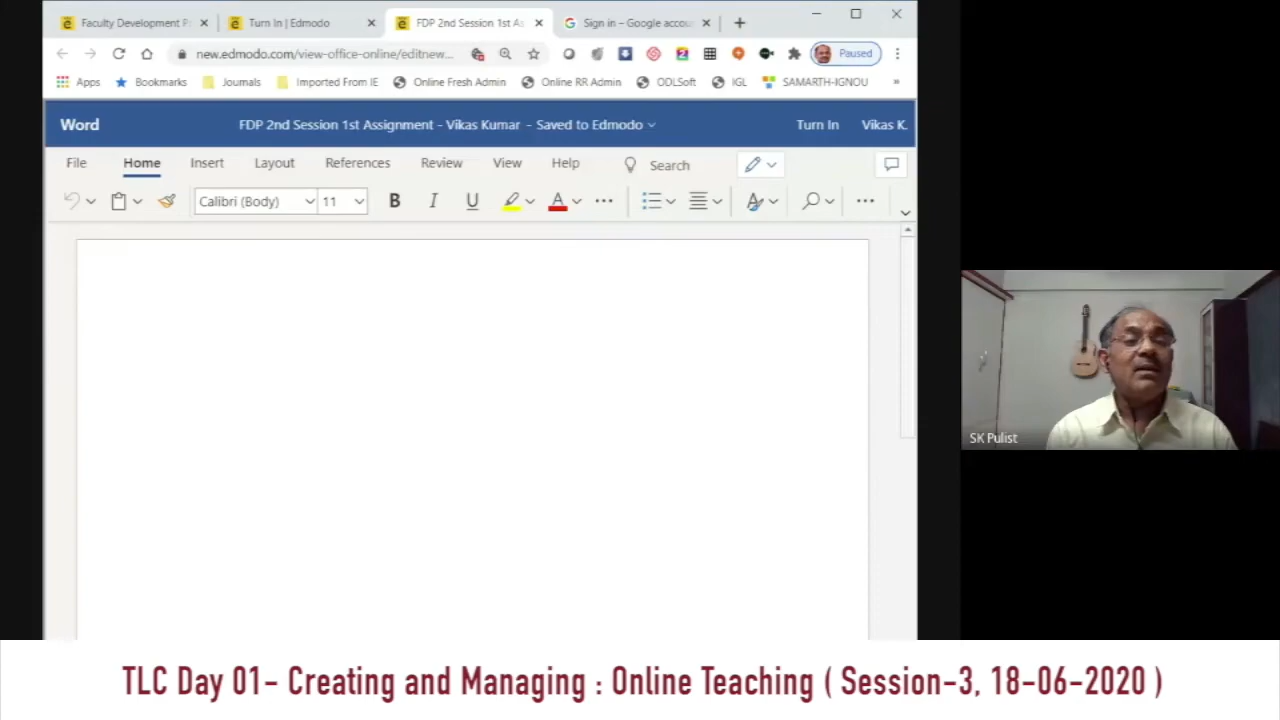 Faculty Development P
Turn In | Edmodo
FDP 2nd Session 1st As
Sign in – Google accou
new.edmodo.com/view-office-online/editnew...
Paused
Apps
Bookmarks
Journals
Imported From IE
Online Fresh Admin
Online RR Admin
ODLSoft
IGL
SAMARTH-IGNOU
»
Word
FDP 2nd Session 1st Assignment - Vikas Kumar - Saved to Edmodo
Turn In
Vikas K.
File
Home
Insert
Layout
References
Review
View
Help
Search
Calibri (Body)
11
B
I
U
A
SK Pulist
TLC Day 01- Creating and Managing : Online Teaching ( Session-3, 18-06-2020 )